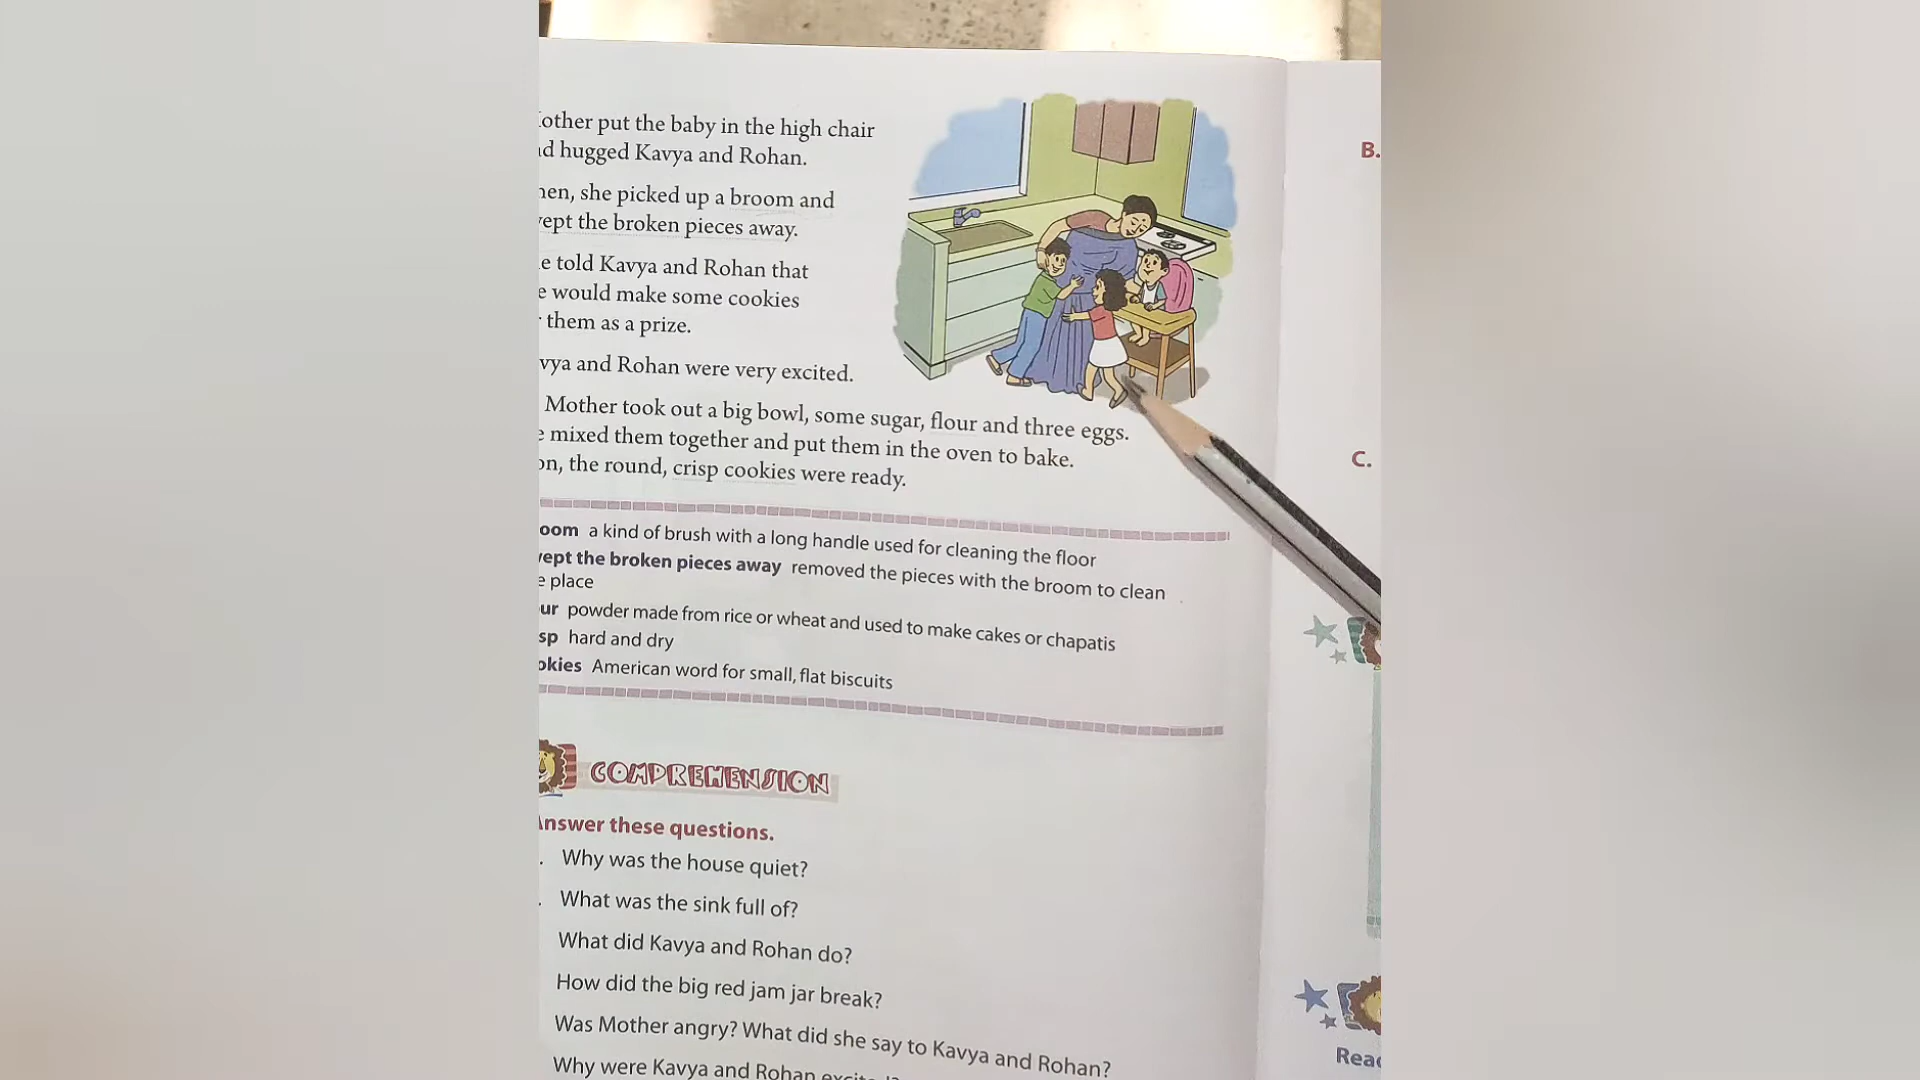 other put the baby in the high chair
d hugged Kavya and Rohan.
hen, she picked up a broom and
ept the broken pieces away.
e told Kavya and Rohan that
e would make some cookies
them as a prize.
vya and Rohan were very excited.
Mother took out a big bowl, some sugar, flour and three eggs.
e mixed them together and put them in the oven to bake.
on, the round, crisp cookies were ready.
oom a kind of brush with a long handle used for cleaning the floor
ept the broken pieces away removed the pieces with the broom to clean
e place
ur powder made from rice or wheat and used to make cakes or chapatis
sp hard and dry
okies American word for small, flat biscuits
COMPREHENSION
Answer these questions.
. Why was the house quiet?
. What was the sink full of?
What did Kavya and Rohan do?
How did the big red jam jar break?
Was Mother angry? What did she say to Kavya and Rohan?
Why were Kavya and Rohan
B.
C.
Read